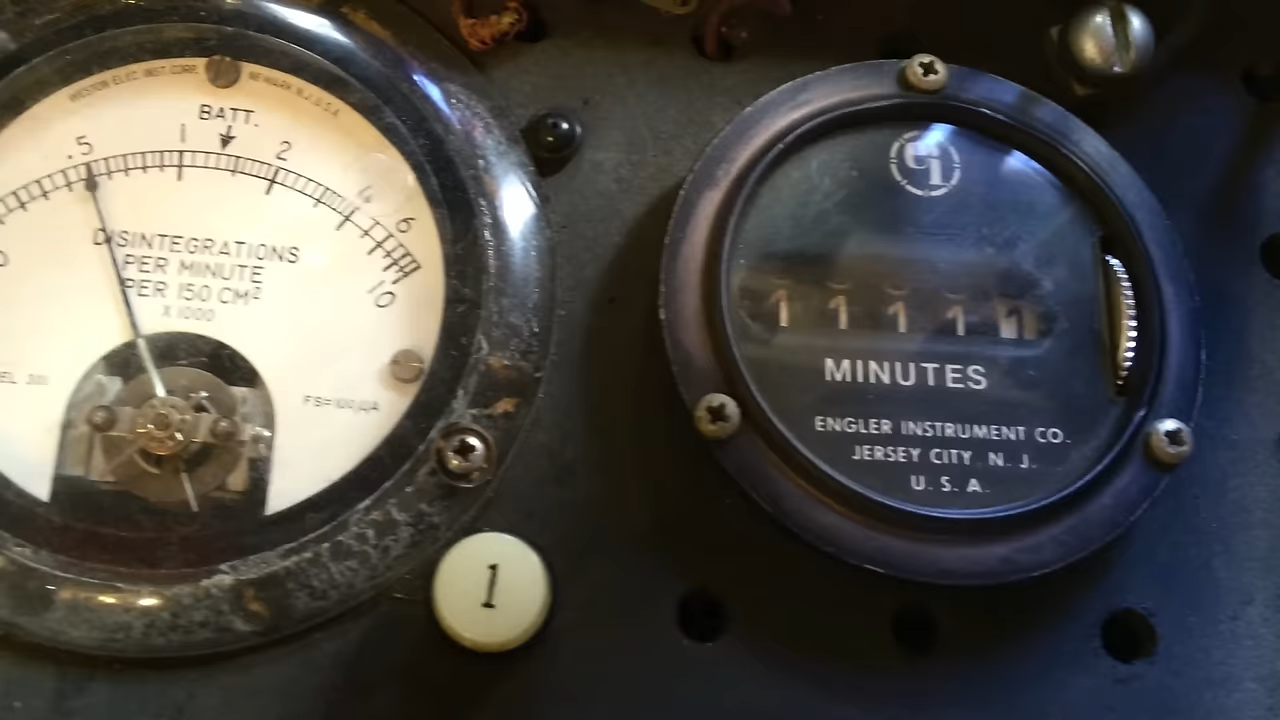 WESTON ELEC. INST. CORP. NEWARK N.J. U.S.A
BATT.
.5 1 2 4 6 10
0
DISINTEGRATIONS
PER MINUTE
PER 150 CM²
X 1000
FS=100µA
1
1 1 1 1 1
MINUTES
ENGLER INSTRUMENT CO.
JERSEY CITY, N. J.
U. S. A.